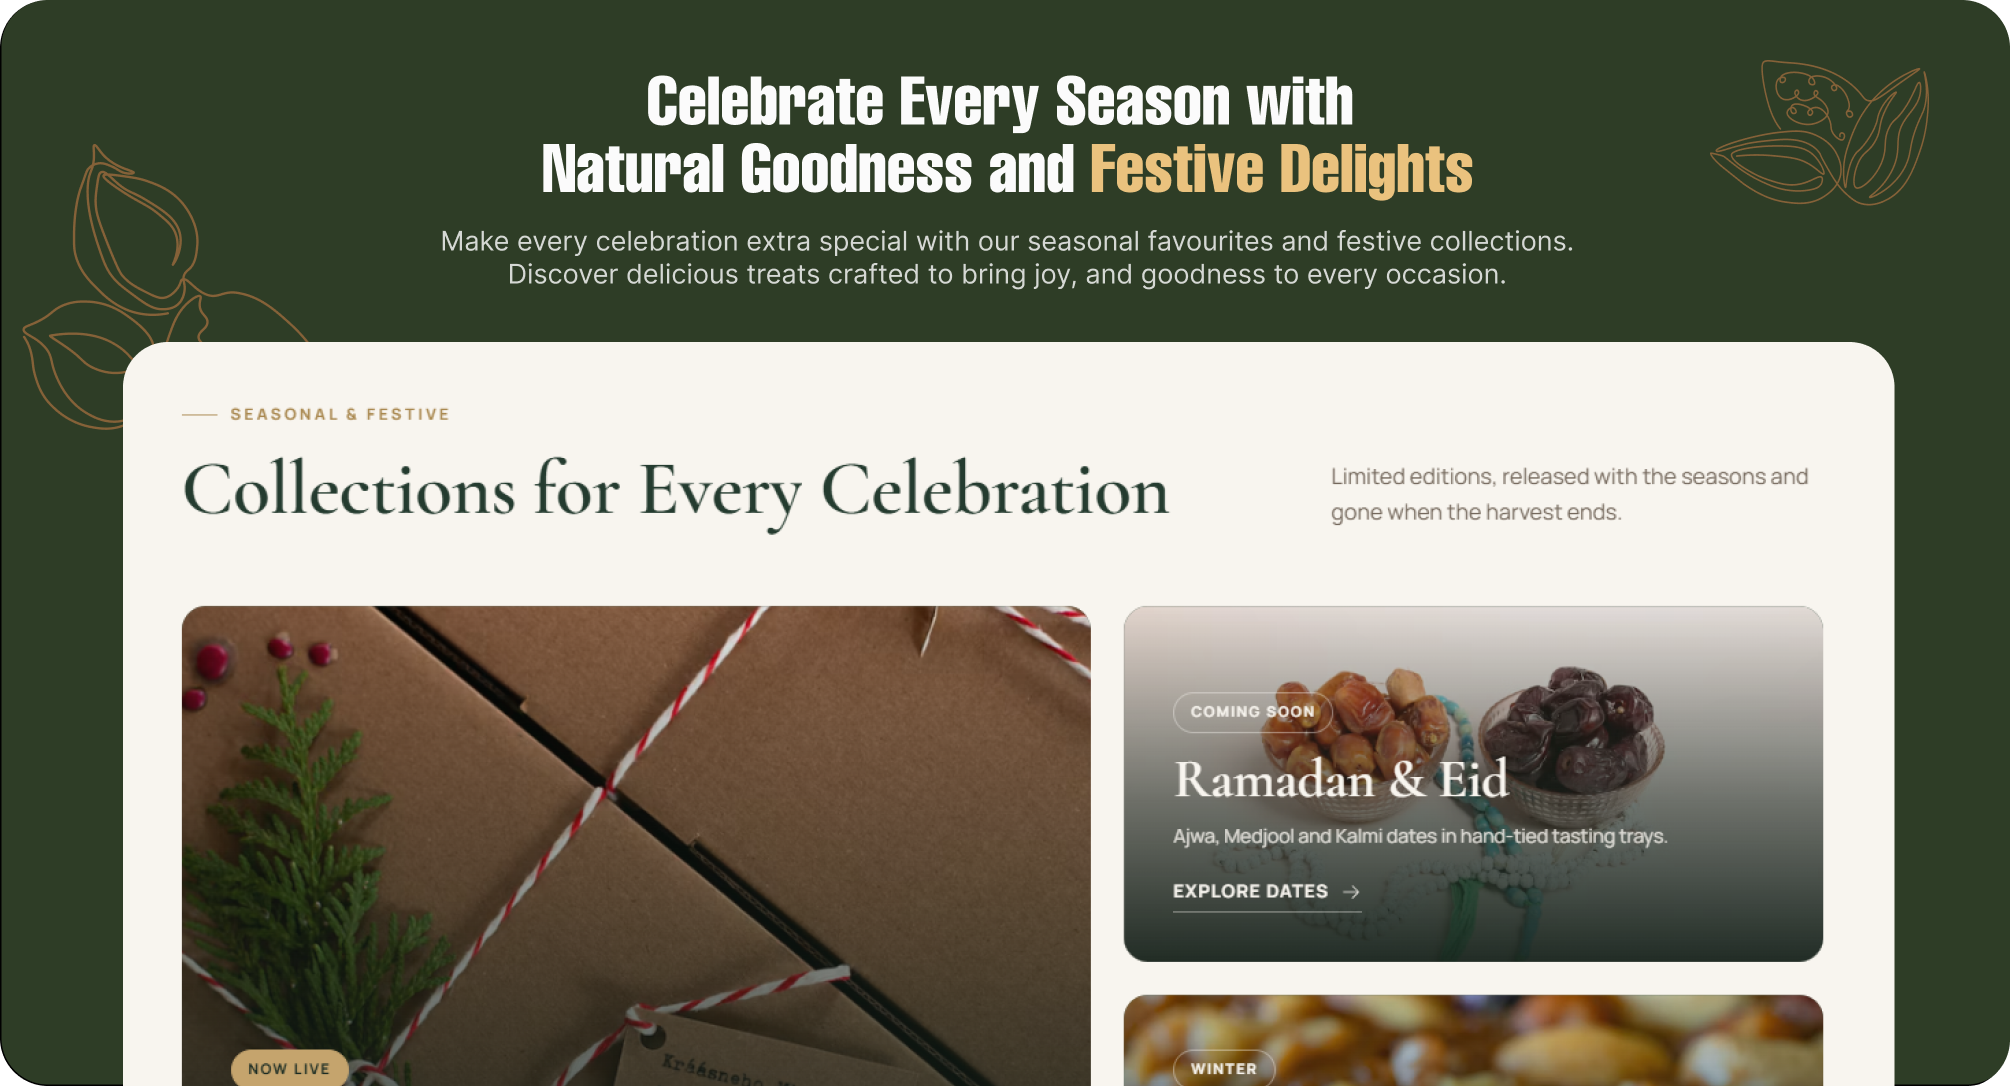 Celebrate Every Season with
Natural Goodness and Festive Delights
Make every celebration extra special with our seasonal favourites and festive collections.
Discover delicious treats crafted to bring joy, and goodness to every occasion.
SEASONAL & FESTIVE
Collections for Every Celebration
Limited editions, released with the seasons and
gone when the harvest ends.
COMING SOON
Ramadan & Eid
Ajwa, Medjool and Kalmi dates in hand-tied tasting trays.
EXPLORE DATES
NOW LIVE
Kráásneho
WINTER